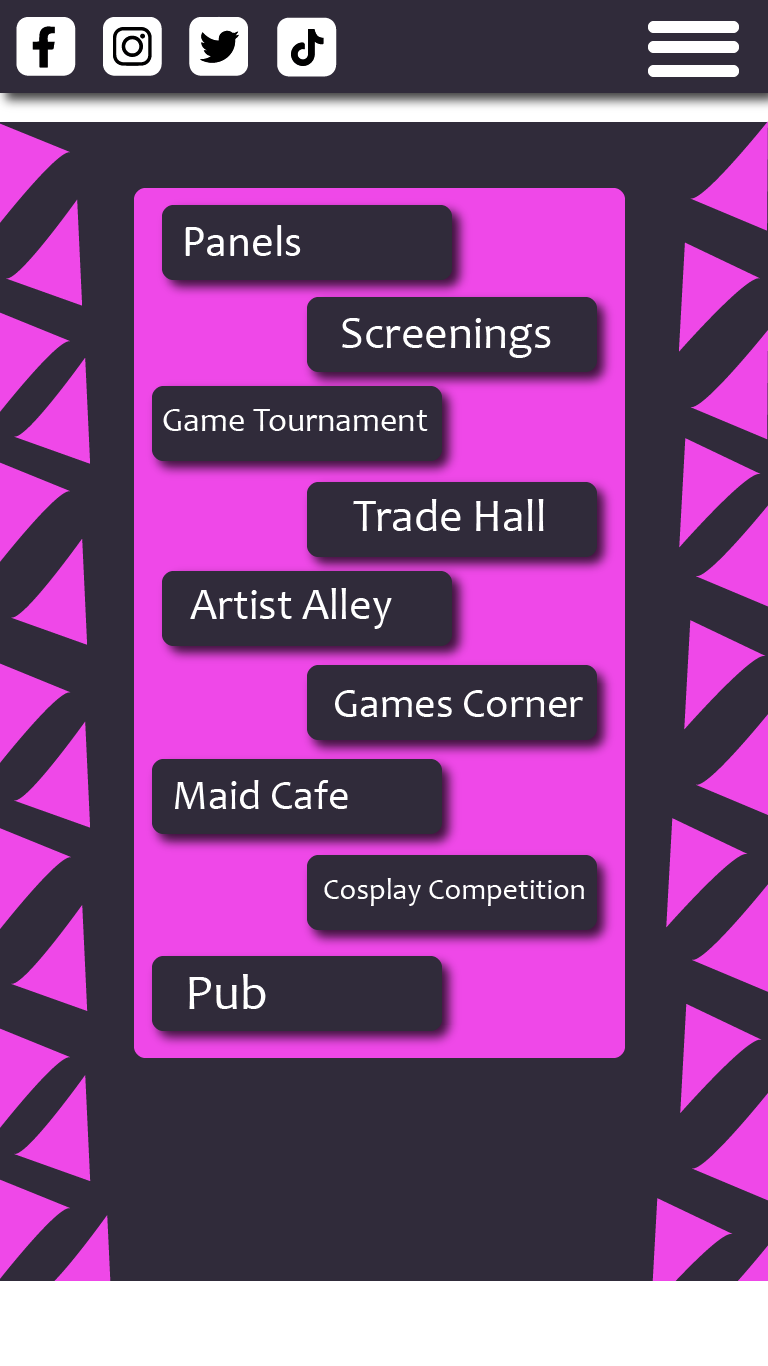 Panels
Screenings
Game Tournament
Trade Hall
Artist Alley
Games Corner
Maid Cafe
Cosplay Competition
Pub